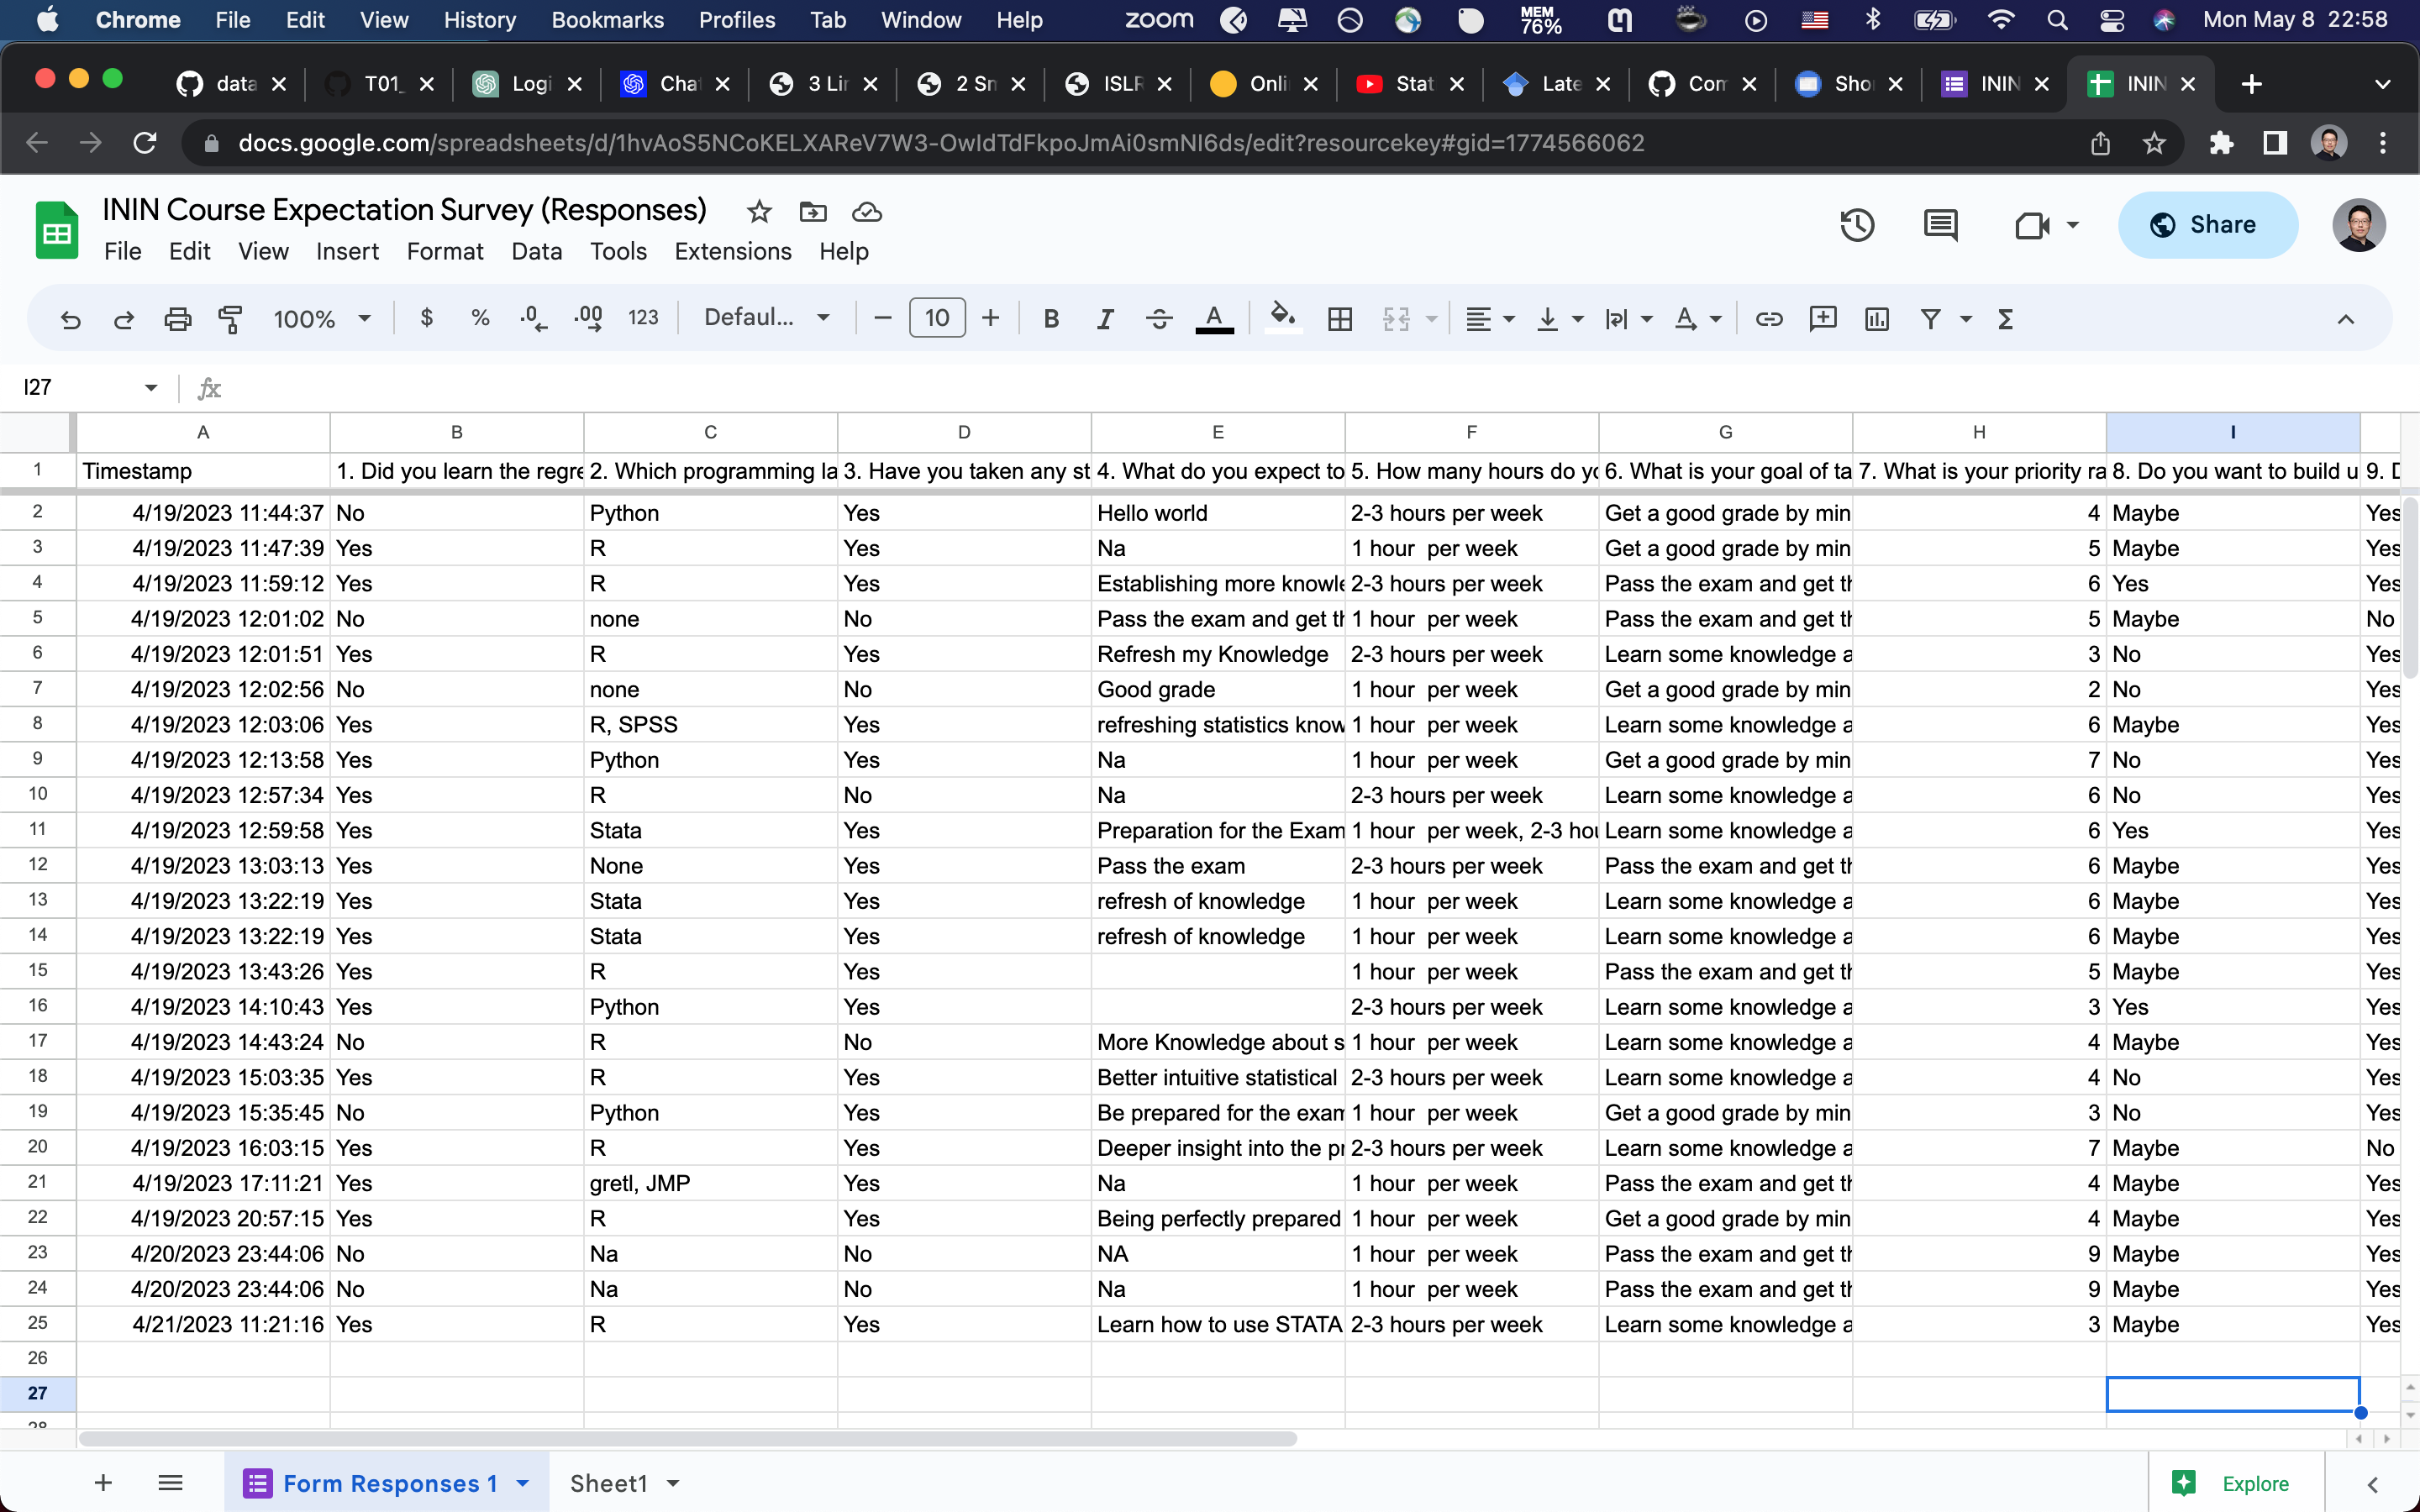 Chrome File Edit View History Bookmarks Profiles Tab Window Help zoom MEM 76% Mon May 8 22:58
data T01_ Logi Chat 3 Lir 2 Sn ISLR Onli Stat Late Com Sho ININ ININ
docs.google.com/spreadsheets/d/1hvAoS5NCoKELXAReV7W3-OwIdTdFkpoJmAi0smNI6ds/edit?resourcekey#gid=1774566062
ININ Course Expectation Survey (Responses)
File Edit View Insert Format Data Tools Extensions Help
Share
100% $ % .0 .00 123 Defaul... 10 B I A
I27 fx
A B C D E F G H I
1 Timestamp 1. Did you learn the regre 2. Which programming la 3. Have you taken any st 4. What do you expect to 5. How many hours do yo 6. What is your goal of ta 7. What is your priority ra 8. Do you want to build u 9. D
2 4/19/2023 11:44:37 No Python Yes Hello world 2-3 hours per week Get a good grade by min 4 Maybe Yes
3 4/19/2023 11:47:39 Yes R Yes Na 1 hour per week Get a good grade by min 5 Maybe Yes
4 4/19/2023 11:59:12 Yes R Yes Establishing more knowle 2-3 hours per week Pass the exam and get th 6 Yes Yes
5 4/19/2023 12:01:02 No none No Pass the exam and get th 1 hour per week Pass the exam and get th 5 Maybe No
6 4/19/2023 12:01:51 Yes R Yes Refresh my Knowledge 2-3 hours per week Learn some knowledge a 3 No Yes
7 4/19/2023 12:02:56 No none No Good grade 1 hour per week Get a good grade by min 2 No Yes
8 4/19/2023 12:03:06 Yes R, SPSS Yes refreshing statistics know 1 hour per week Learn some knowledge a 6 Maybe Yes
9 4/19/2023 12:13:58 Yes Python Yes Na 1 hour per week Get a good grade by min 7 No Yes
10 4/19/2023 12:57:34 Yes R No Na 2-3 hours per week Learn some knowledge a 6 No Yes
11 4/19/2023 12:59:58 Yes Stata Yes Preparation for the Exam 1 hour per week, 2-3 hou Learn some knowledge a 6 Yes Yes
12 4/19/2023 13:03:13 Yes None Yes Pass the exam 2-3 hours per week Pass the exam and get th 6 Maybe Yes
13 4/19/2023 13:22:19 Yes Stata Yes refresh of knowledge 1 hour per week Learn some knowledge a 6 Maybe Yes
14 4/19/2023 13:22:19 Yes Stata Yes refresh of knowledge 1 hour per week Learn some knowledge a 6 Maybe Yes
15 4/19/2023 13:43:26 Yes R Yes 1 hour per week Pass the exam and get th 5 Maybe Yes
16 4/19/2023 14:10:43 Yes Python Yes 2-3 hours per week Learn some knowledge a 3 Yes Yes
17 4/19/2023 14:43:24 No R No More Knowledge about s 1 hour per week Learn some knowledge a 4 Maybe Yes
18 4/19/2023 15:03:35 Yes R Yes Better intuitive statistical 2-3 hours per week Learn some knowledge a 4 No Yes
19 4/19/2023 15:35:45 No Python Yes Be prepared for the exam 1 hour per week Get a good grade by min 3 No Yes
20 4/19/2023 16:03:15 Yes R Yes Deeper insight into the pr 2-3 hours per week Learn some knowledge a 7 Maybe No
21 4/19/2023 17:11:21 Yes gretl, JMP Yes Na 1 hour per week Pass the exam and get th 4 Maybe Yes
22 4/19/2023 20:57:15 Yes R Yes Being perfectly prepared 1 hour per week Get a good grade by min 4 Maybe Yes
23 4/20/2023 23:44:06 No Na No NA 1 hour per week Pass the exam and get th 9 Maybe Yes
24 4/20/2023 23:44:06 No Na No Na 1 hour per week Pass the exam and get th 9 Maybe Yes
25 4/21/2023 11:21:16 Yes R Yes Learn how to use STATA 2-3 hours per week Learn some knowledge a 3 Maybe Yes
26
27
28
Form Responses 1 Sheet1 Explore